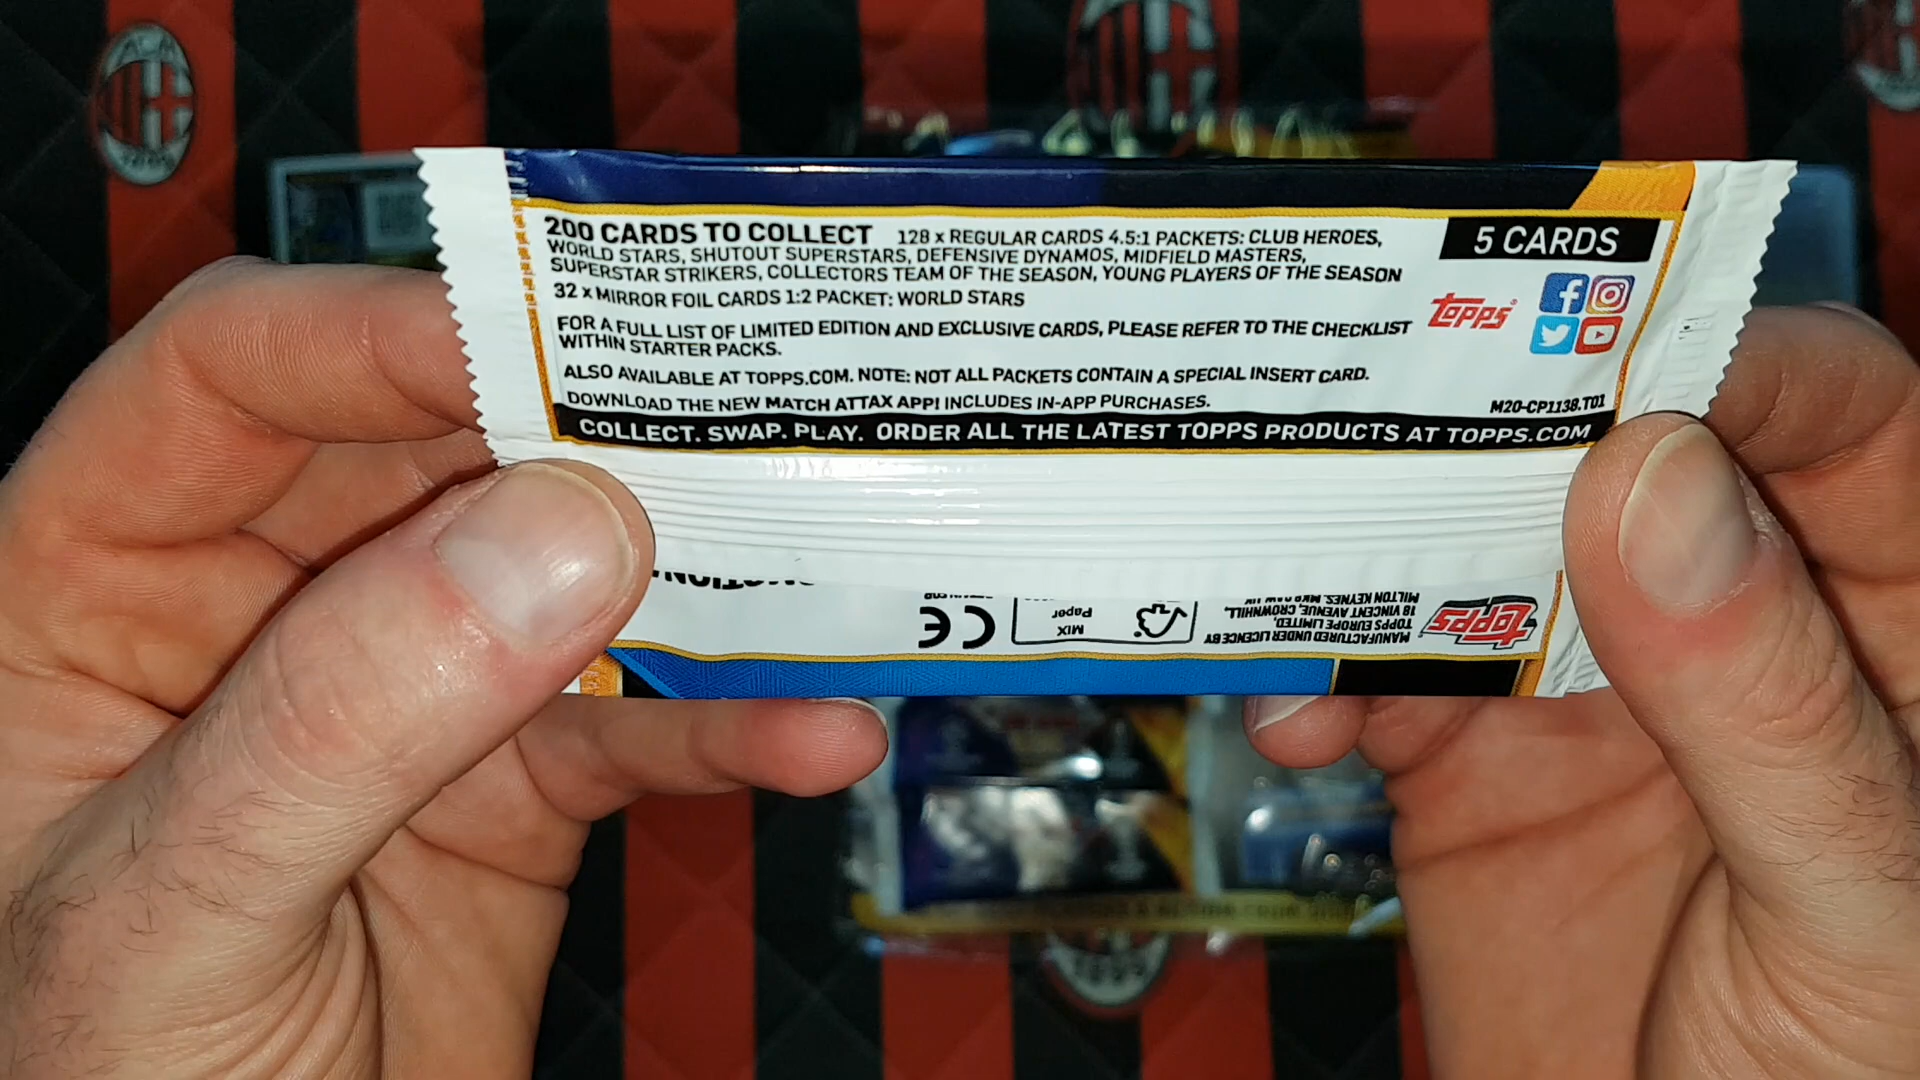 200 CARDS TO COLLECT 128 x REGULAR CARDS 4.5:1 PACKETS: CLUB HEROES,
WORLD STARS, SHUTOUT SUPERSTARS, DEFENSIVE DYNAMOS, MIDFIELD MASTERS,
SUPERSTAR STRIKERS, COLLECTORS TEAM OF THE SEASON, YOUNG PLAYERS OF THE SEASON
32 x MIRROR FOIL CARDS 1:2 PACKET: WORLD STARS
FOR A FULL LIST OF LIMITED EDITION AND EXCLUSIVE CARDS, PLEASE REFER TO THE CHECKLIST
WITHIN STARTER PACKS.
ALSO AVAILABLE AT TOPPS.COM. NOTE: NOT ALL PACKETS CONTAIN A SPECIAL INSERT CARD.
DOWNLOAD THE NEW MATCH ATTAX APP! INCLUDES IN-APP PURCHASES.
5 CARDS
topps
M20-CP1138.T01
COLLECT. SWAP. PLAY. ORDER ALL THE LATEST TOPPS PRODUCTS AT TOPPS.COM
topps
MANUFACTURED UNDER LICENCE BY
TOPPS EUROPE LIMITED,
18 VINCENT AVENUE, CROWNHILL,
MILTON KEYNES, MK8 0AW, UK
MIX
Paper
CE